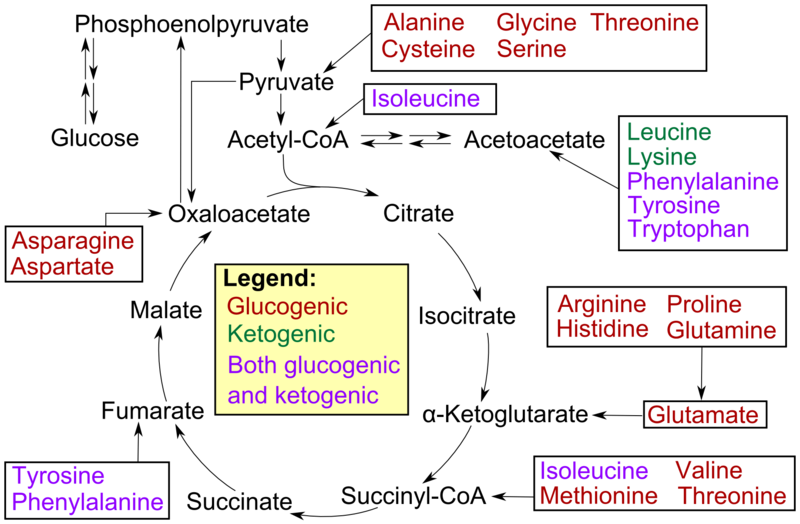 Phosphoenolpyruvate
Alanine Glycine Threonine
Cysteine Serine
Pyruvate
Isoleucine
Glucose
Acetyl-CoA
Acetoacetate
Leucine
Lysine
Phenylalanine
Tyrosine
Tryptophan
Oxaloacetate
Citrate
Asparagine
Aspartate
Legend:
Glucogenic
Ketogenic
Both glucogenic
and ketogenic
Malate
Isocitrate
Arginine Proline
Histidine Glutamine
Fumarate
α-Ketoglutarate
Glutamate
Tyrosine
Phenylalanine
Succinate
Succinyl-CoA
Isoleucine Valine
Methionine Threonine